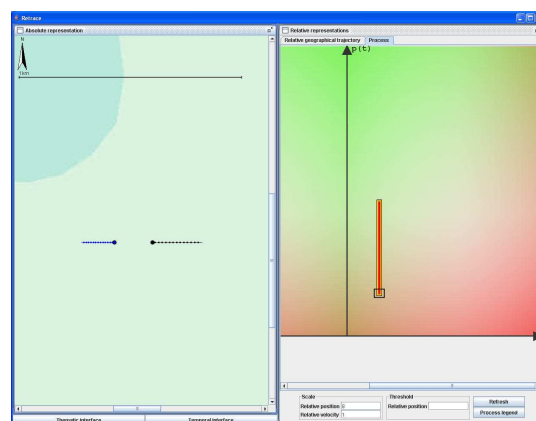 Retrace
Absolute representation
N
1km
Thematic interface
Temporal interface
Relative representations
Relative geographical trajectory
Process
p(t)
Scale
Relative position 8
Relative velocity 1
Threshold
Relative position
Refresh
Process legend